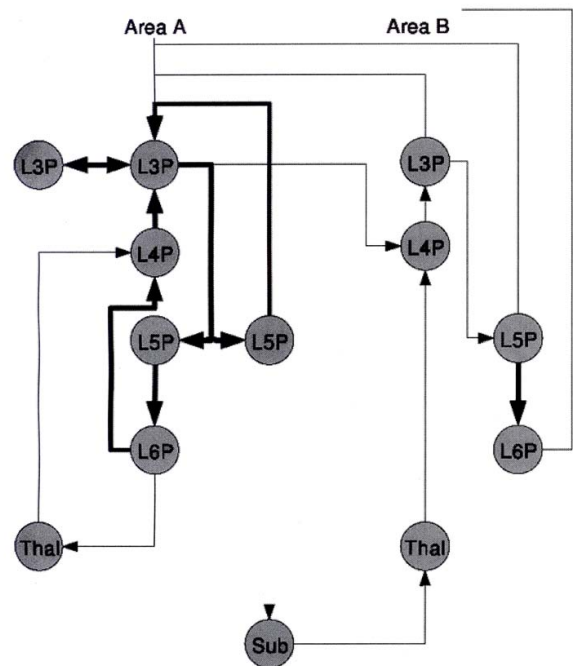 Area A Area B
L3P L3P L3P
L4P L4P
L5P L5P L5P
L6P L6P
Thal Thal
Sub